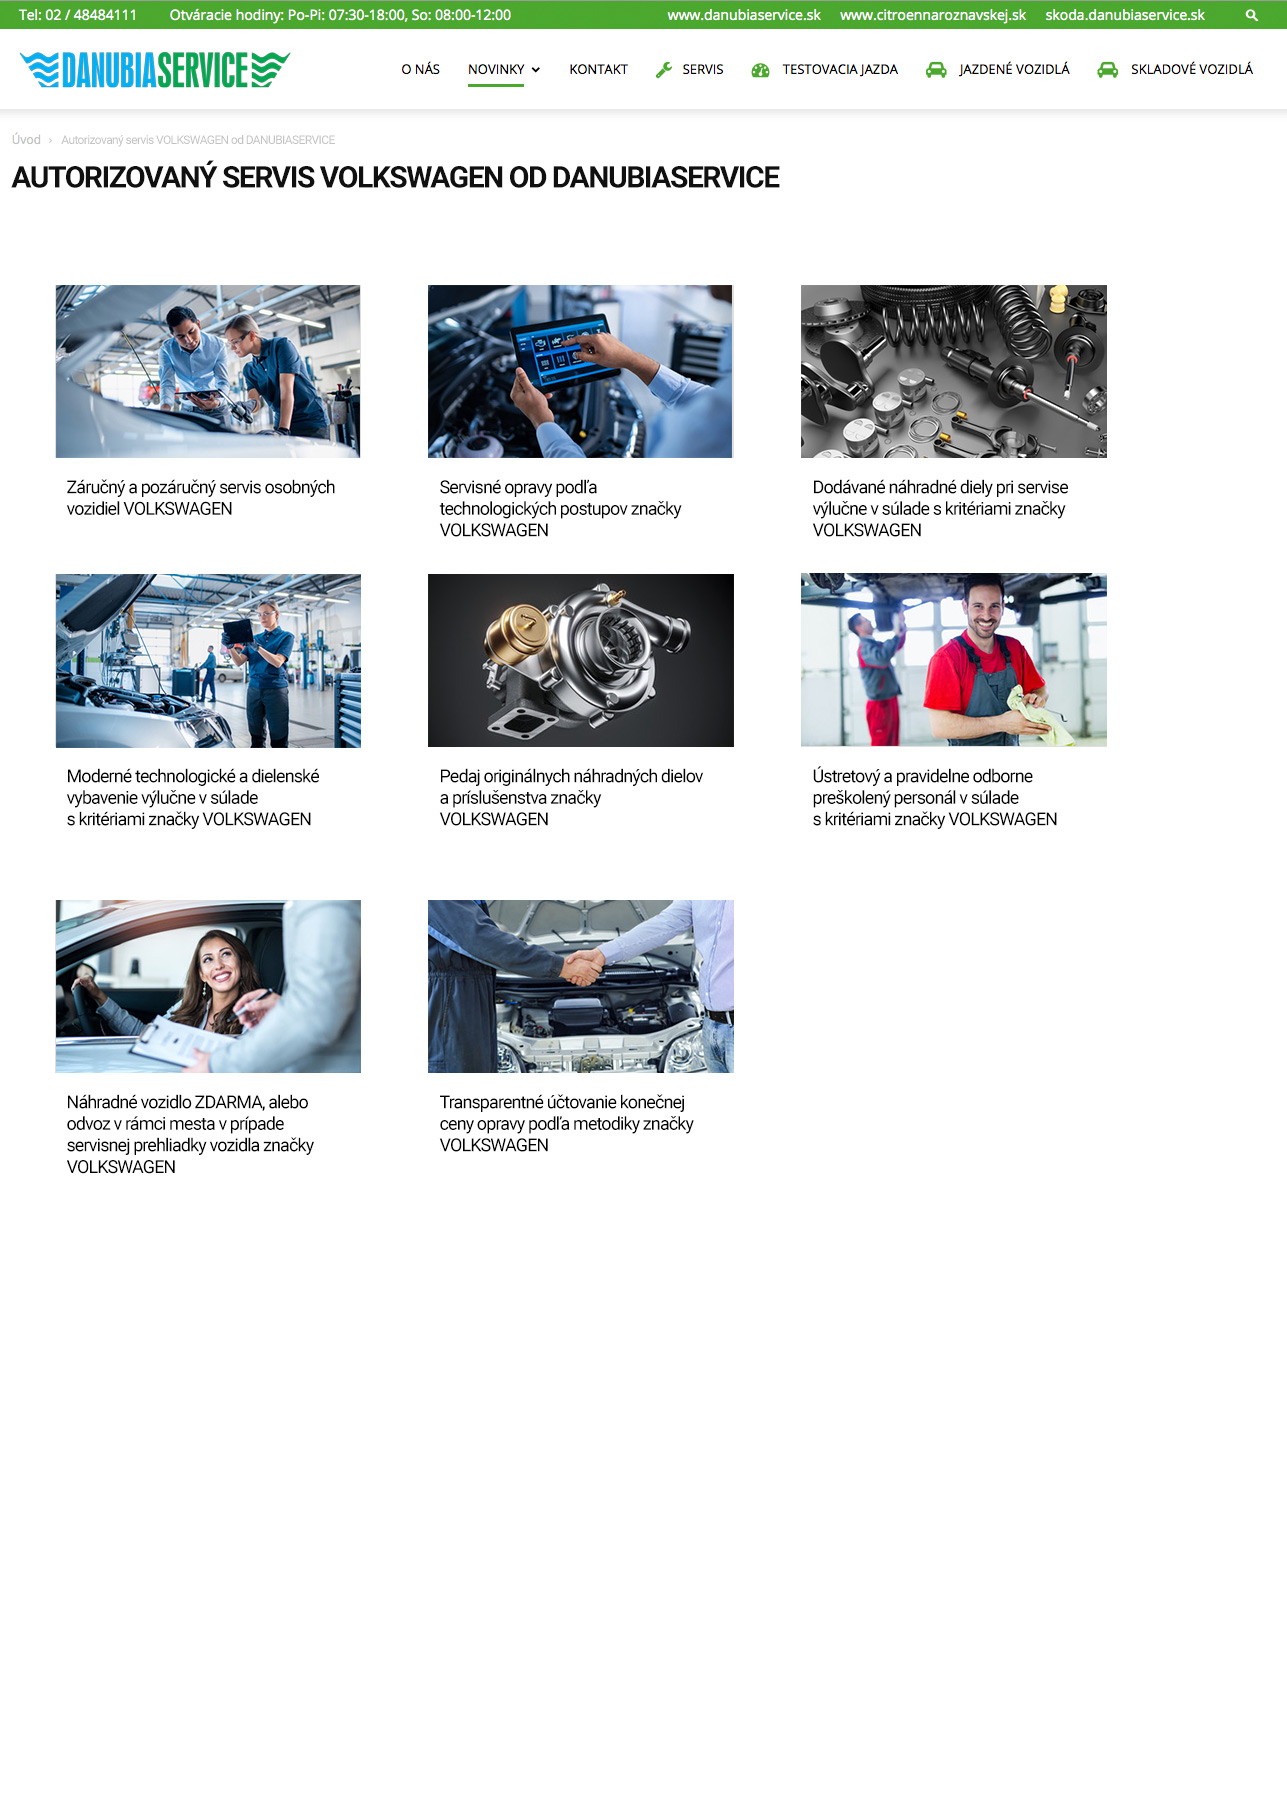 Tel: 02 / 48484111 Otváracie hodiny: Po-Pi: 07:30-18:00, So: 08:00-12:00 www.danubiaservice.sk www.citroennaroznavskej.sk skoda.danubiaservice.sk
DANUBIASERVICE O NÁS NOVINKY KONTAKT SERVIS TESTOVACIA JAZDA JAZDENÉ VOZIDLÁ SKLADOVÉ VOZIDLÁ
Úvod › Autorizovaný servis VOLKSWAGEN od DANUBIASERVICE
AUTORIZOVANÝ SERVIS VOLKSWAGEN OD DANUBIASERVICE
Záručný a pozáručný servis osobných
vozidiel VOLKSWAGEN
Servisné opravy podľa
technologických postupov značky
VOLKSWAGEN
Dodávané náhradné diely pri servise
výlučne v súlade s kritériami značky
VOLKSWAGEN
Moderné technologické a dielenské
vybavenie výlučne v súlade
s kritériami značky VOLKSWAGEN
Pedaj originálnych náhradných dielov
a príslušenstva značky
VOLKSWAGEN
Ústretový a pravidelne odborne
preškolený personál v súlade
s kritériami značky VOLKSWAGEN
Náhradné vozidlo ZDARMA, alebo
odvoz v rámci mesta v prípade
servisnej prehliadky vozidla značky
VOLKSWAGEN
Transparentné účtovanie konečnej
ceny opravy podľa metodiky značky
VOLKSWAGEN